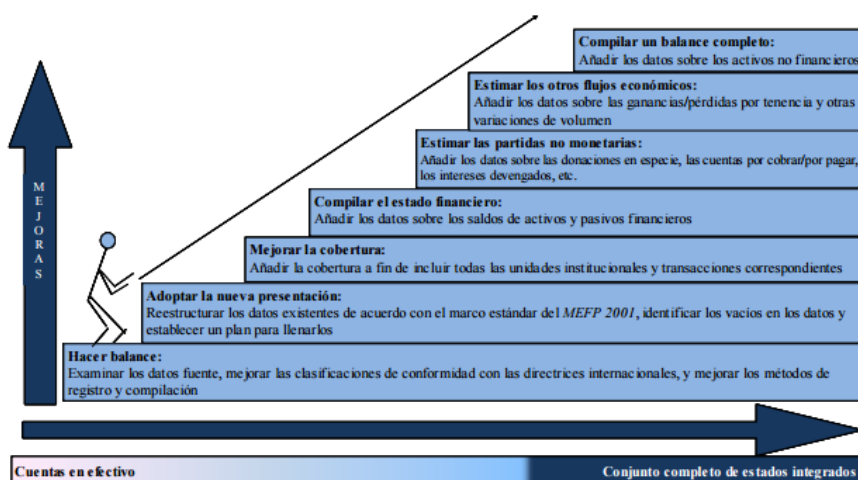 Compilar un balance completo:
Añadir los datos sobre los activos no financieros
Estimar los otros flujos económicos:
Añadir los datos sobre las ganancias/pérdidas por tenencia y otras
variaciones de volumen
Estimar las partidas no monetarias:
Añadir los datos sobre las donaciones en especie, las cuentas por cobrar/por pagar,
los intereses devengados, etc.
Compilar el estado financiero:
Añadir los datos sobre los saldos de activos y pasivos financieros
Mejorar la cobertura:
Añadir la cobertura a fin de incluir todas las unidades institucionales y transacciones correspondientes
Adoptar la nueva presentación:
Reestructurar los datos existentes de acuerdo con el marco estándar del MEFP 2001, identificar los vacíos en los datos y
establecer un plan para llenarlos
Hacer balance:
Examinar los datos fuente, mejorar las clasificaciones de conformidad con las directrices internacionales, y mejorar los métodos de
registro y compilación
MEJORAS
Cuentas en efectivo
Conjunto completo de estados integrados